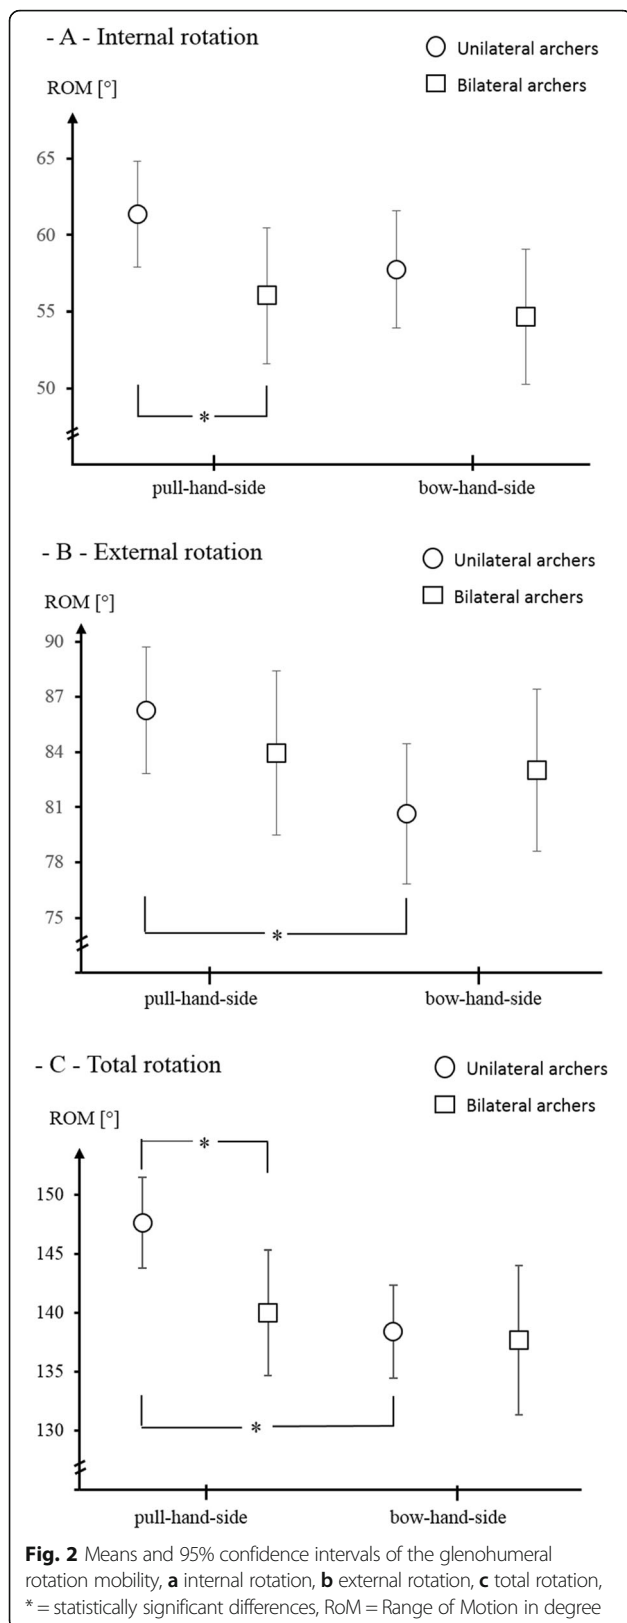 - A - Internal rotation
Unilateral archers
Bilateral archers
ROM [°]
65
60
55
50
*
pull-hand-side bow-hand-side
- B - External rotation
Unilateral archers
Bilateral archers
ROM [°]
90
87
84
81
78
75
*
pull-hand-side bow-hand-side
- C - Total rotation
Unilateral archers
Bilateral archers
ROM [°]
*
150
145
140
135
130
*
pull-hand-side bow-hand-side
Fig. 2 Means and 95% confidence intervals of the glenohumeral
rotation mobility, a internal rotation, b external rotation, c total rotation,
* = statistically significant differences, RoM = Range of Motion in degree